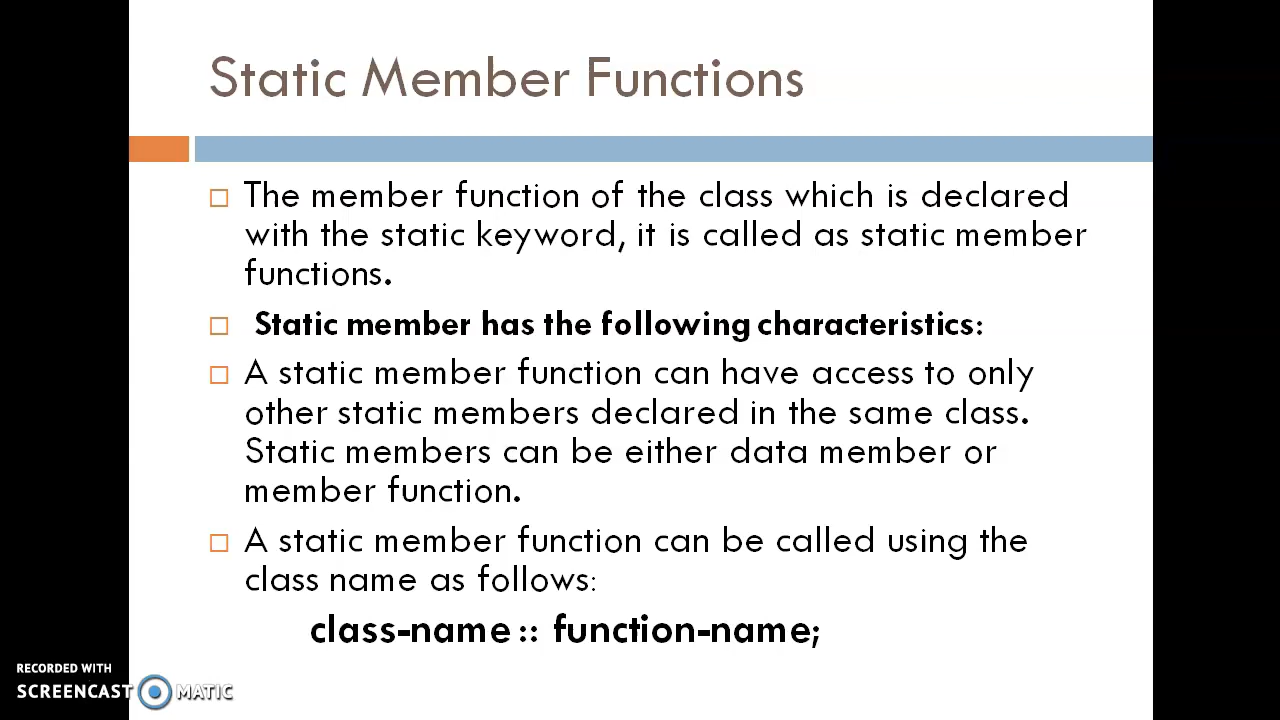 Static Member Functions
The member function of the class which is declared
with the static keyword, it is called as static member
functions.
Static member has the following characteristics:
A static member function can have access to only
other static members declared in the same class.
Static members can be either data member or
member function.
A static member function can be called using the
class name as follows:
class-name :: function-name;
RECORDED WITH
SCREENCAST MATIC